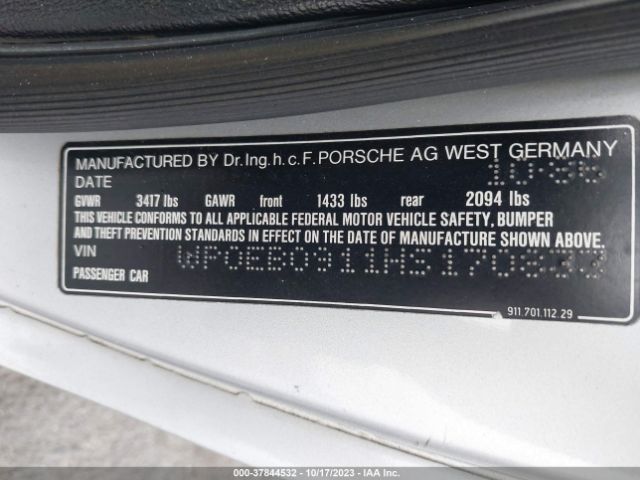 MANUFACTURED BY Dr.Ing.h.c.F.PORSCHE AG WEST GERMANY
DATE 10-86
GVWR 3417 lbs GAWR front 1433 lbs rear 2094 lbs
THIS VEHICLE CONFORMS TO ALL APPLICABLE FEDERAL MOTOR VEHICLE SAFETY, BUMPER
AND THEFT PREVENTION STANDARDS IN EFFECT ON THE DATE OF MANUFACTURE SHOWN ABOVE.
VIN WP0EB0911HS170833
PASSENGER CAR
911.701.112.29
000-37844532 - 10/17/2023 - IAA Inc.